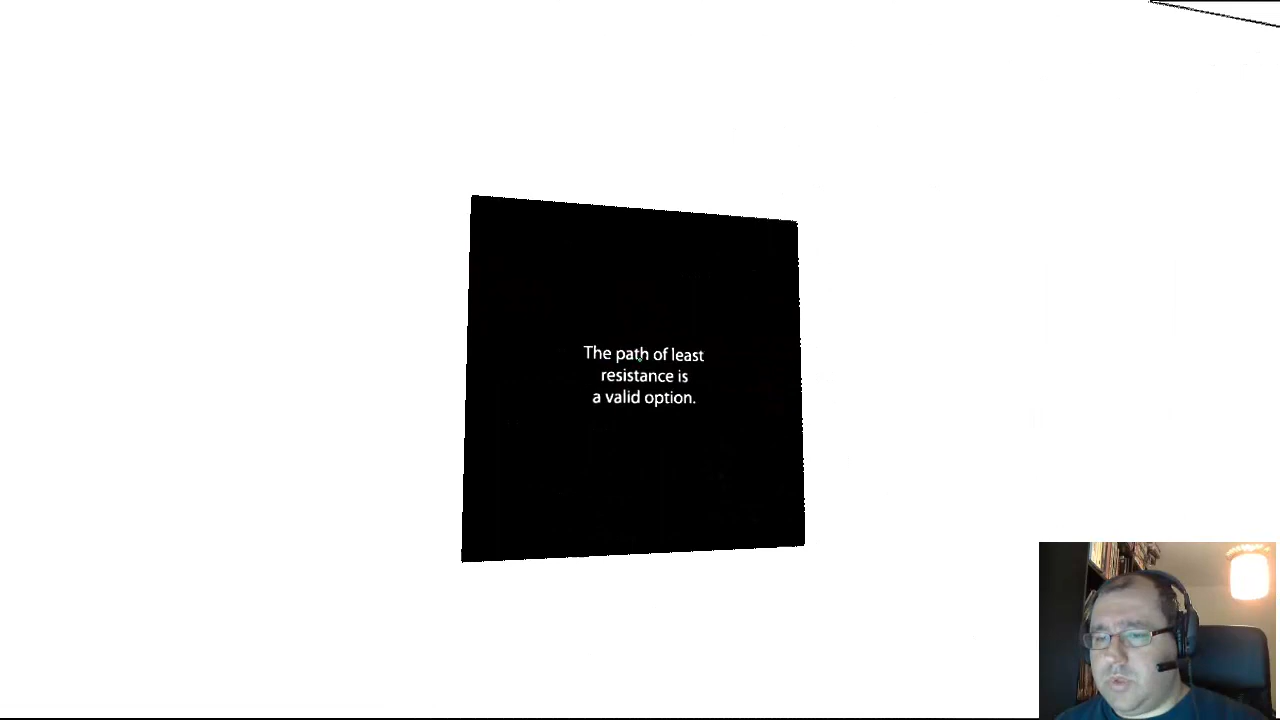 The path of least
resistance is
a valid option.